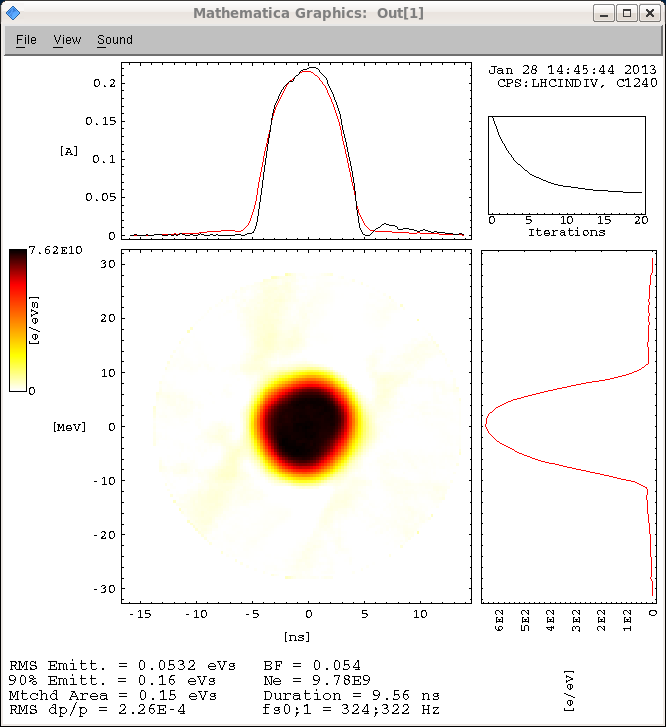 Mathematica Graphics: Out[1]
File View Sound
Jan 28 14:45:44 2013
CPS:LHCINDIV, C1240
0.2
0.15
[A]
0.1
0.05
0
0 5 10 15 20
Iterations
7.62E10
[e/eVs]
0
30
20
10
[MeV]
0
-10
-20
-30
-15 -10 -5 0 5 10
[ns]
6E2 5E2 4E2 3E2 2E2 1E2 0
[e/eV]
RMS Emitt. = 0.0532 eVs BF = 0.054
90% Emitt. = 0.16 eVs Ne = 9.78E9
Mtchd Area = 0.15 eVs Duration = 9.56 ns
RMS dp/p = 2.26E-4 fs0;1 = 324;322 Hz